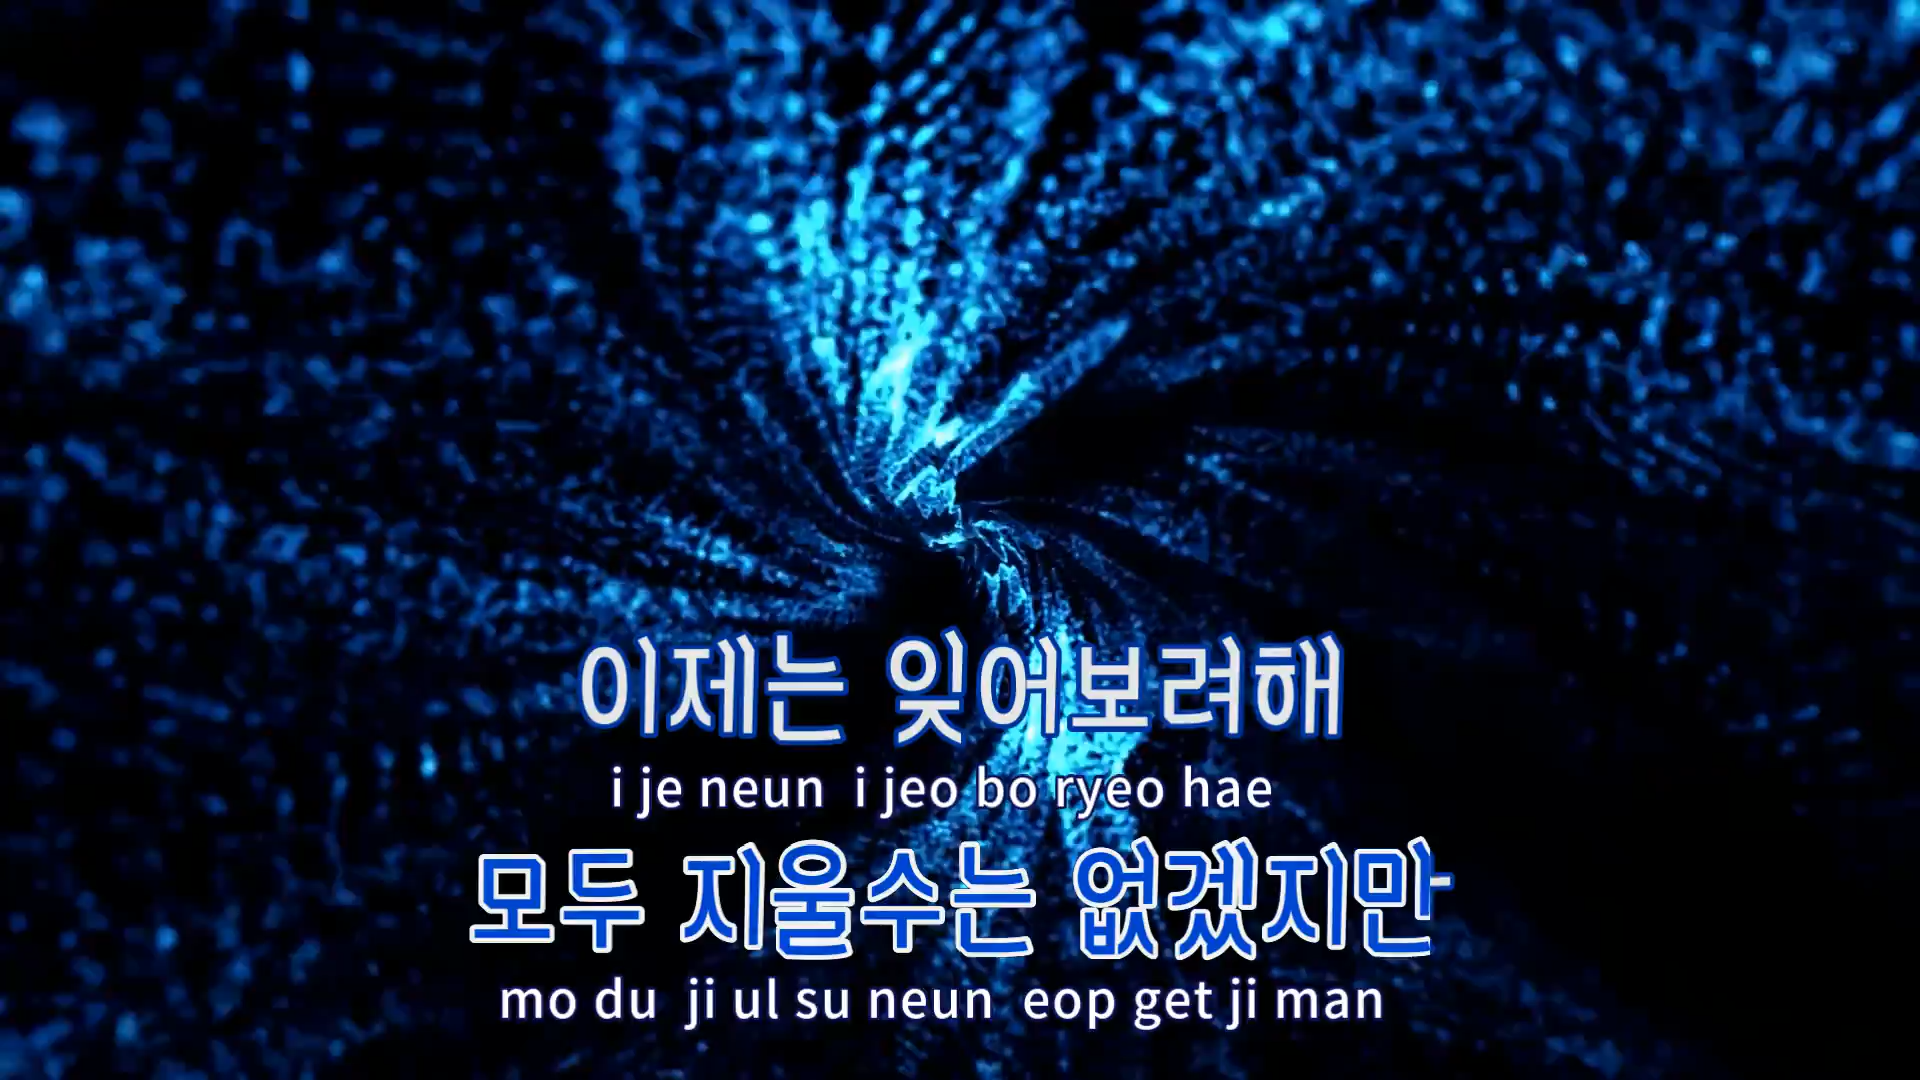 이제는 잊어보려해
i je neun i jeo bo ryeo hae
모두 지울수는 없겠지만
mo du ji ul su neun eop get ji man